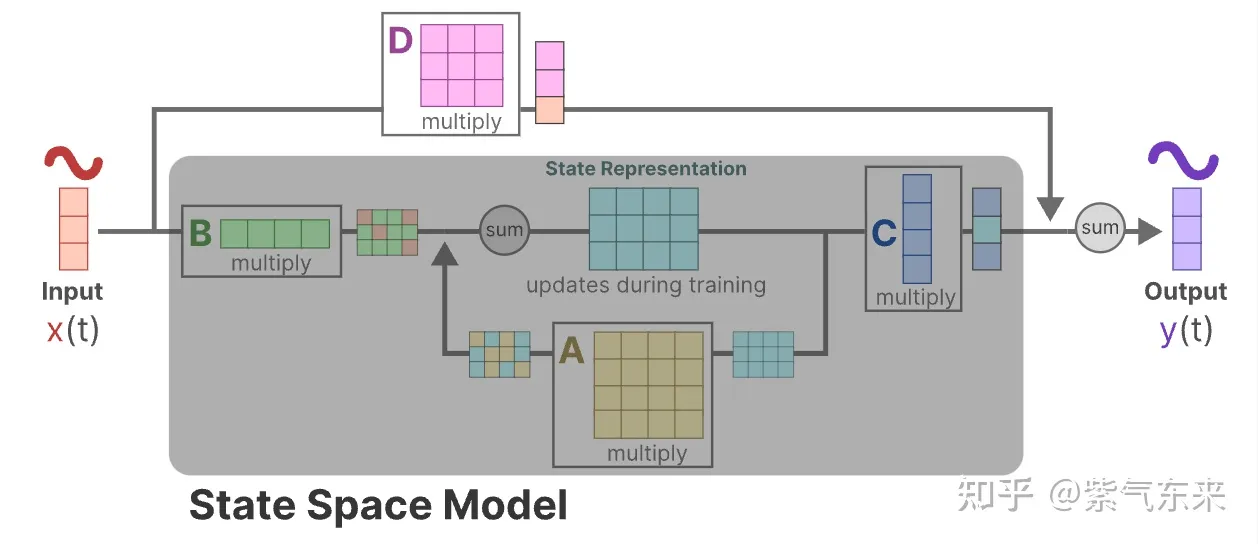 D
multiply
State Representation
B
multiply
sum
updates during training
C
multiply
sum
Input
x(t)
Output
y(t)
A
multiply
State Space Model
知乎 @紫气东来